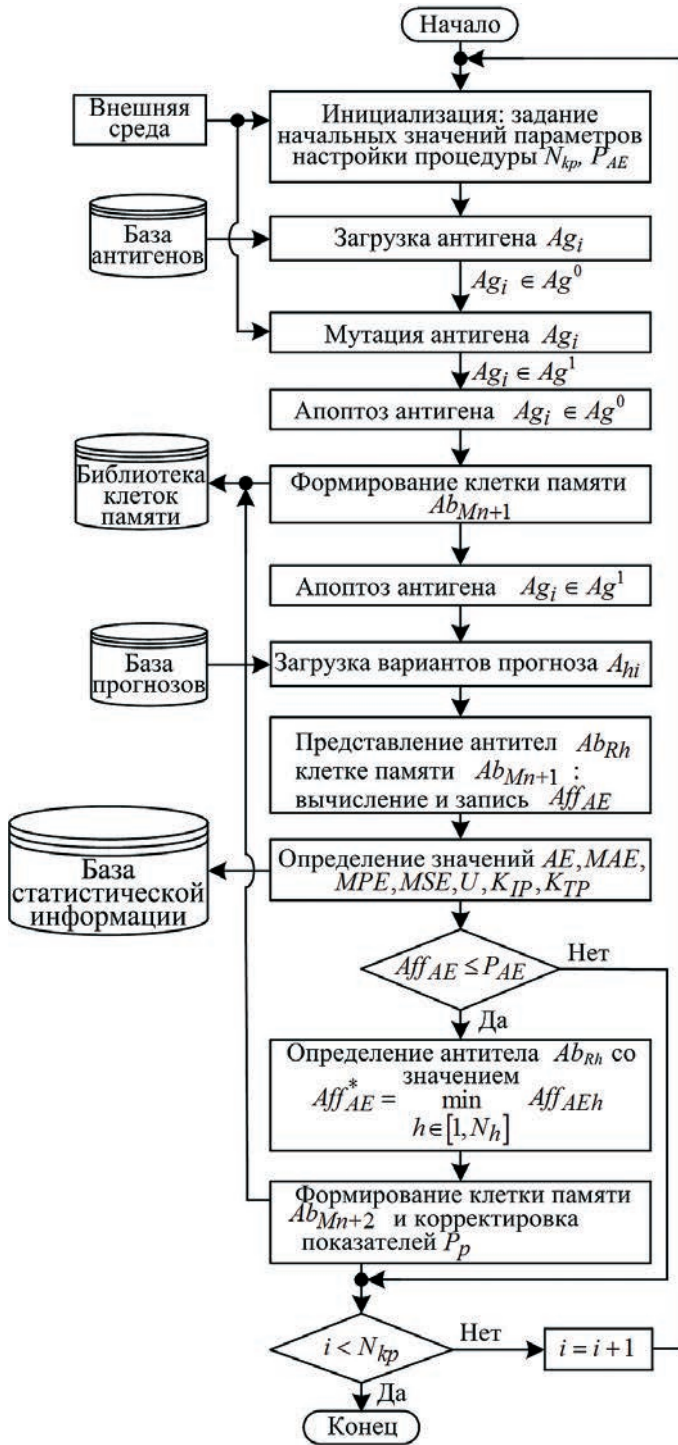 Начало
Внешняя
среда
Инициализация: задание
начальных значений параметров
настройки процедуры N_kp, P_AE
База
антигенов
Загрузка антигена Ag_i
Ag_i ∈ Ag^0
Мутация антигена Ag_i
Ag_i ∈ Ag^1
Апоптоз антигена Ag_i ∈ Ag^0
Библиотека
клеток
памяти
Формирование клетки памяти
Ab_Mn+1
Апоптоз антигена Ag_i ∈ Ag^1
База
прогнозов
Загрузка вариантов прогноза A_hi
Представление антител Ab_Rh
клетке памяти Ab_Mn+1 :
вычисление и запись Aff_AE
База
статистической
информации
Определение значений AE, MAE,
MPE, MSE, U, K_IP, K_TP
Aff_AE ≤ P_AE
Нет
Да
Определение антитела Ab_Rh со
значением
Aff*_AE = min Aff_AEh
h∈[1, N_h]
Формирование клетки памяти
Ab_Mn+2 и корректировка
показателей P_p
i < N_kp
Нет
i = i + 1
Да
Конец